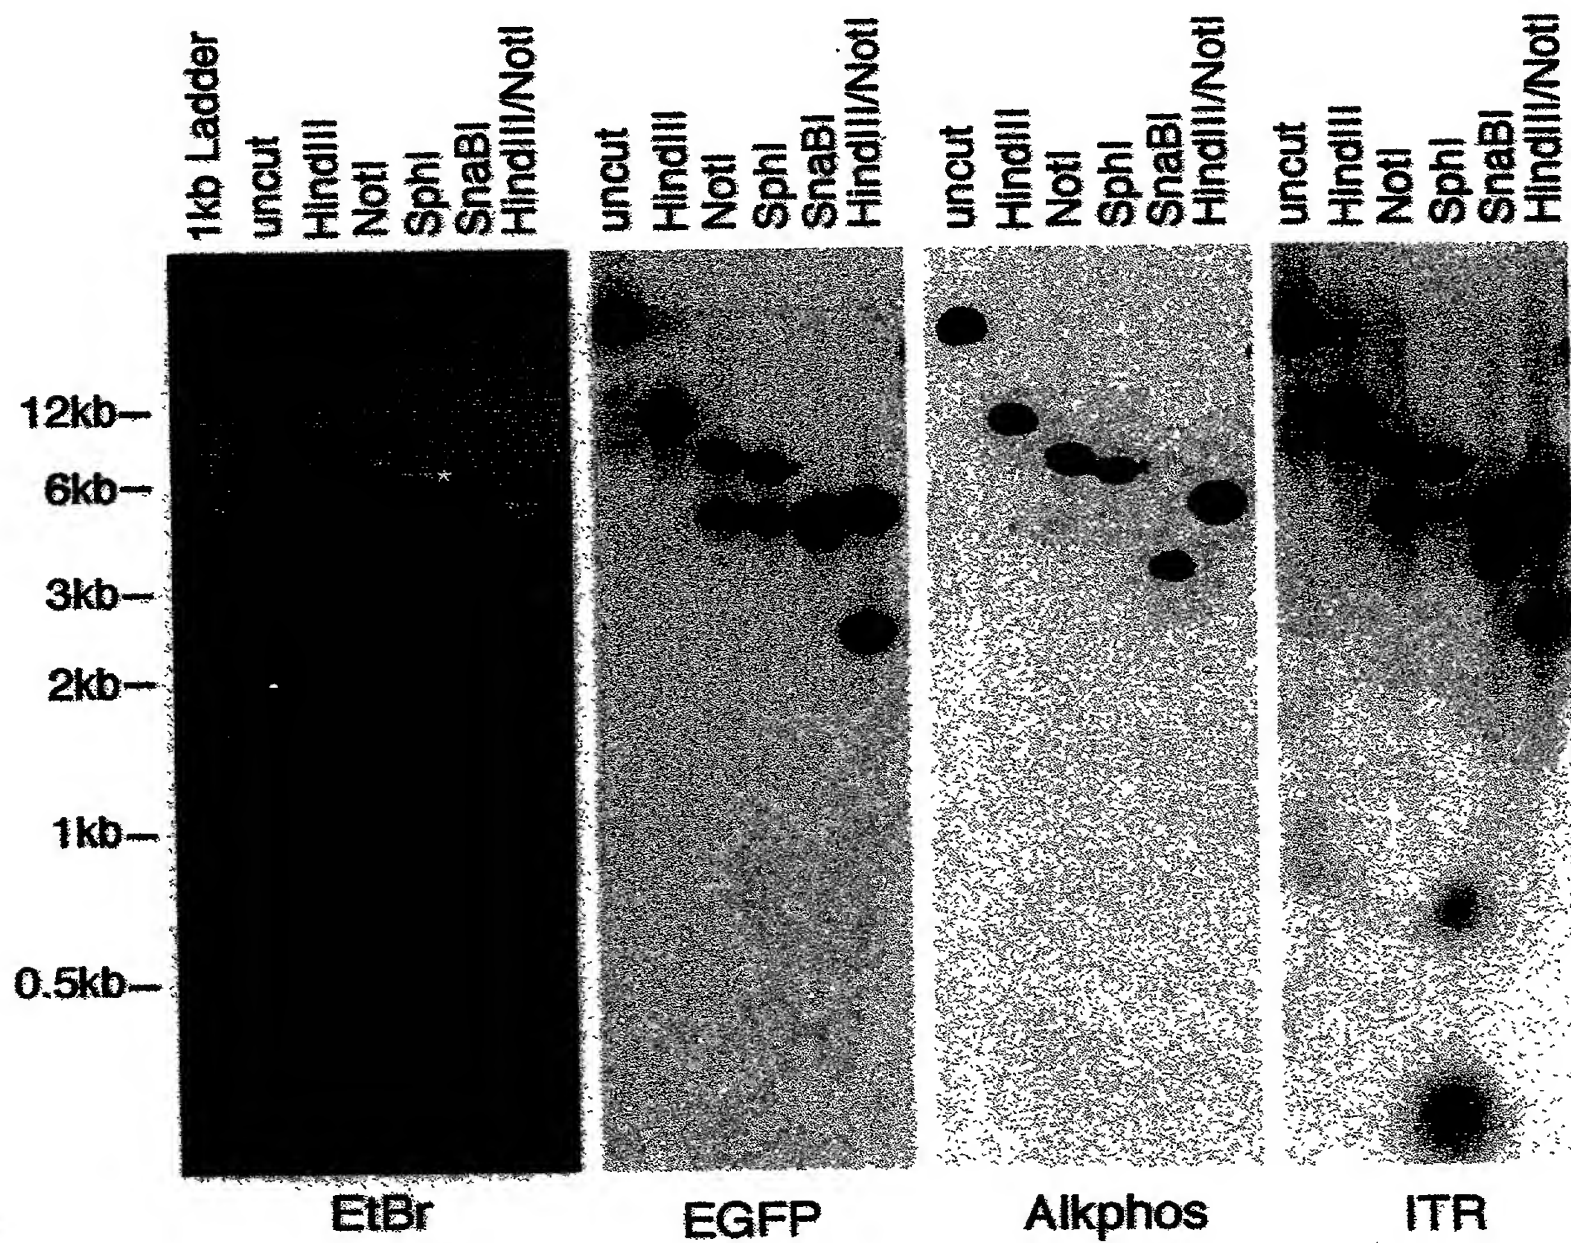 1kb Ladder
uncut
HindIII
NotI
SphI
SnaBI
HindIII/NotI
uncut
HindIII
NotI
SphI
SnaBI
HindIII/NotI
uncut
HindIII
NotI
SphI
SnaBI
HindIII/NotI
uncut
HindIII
NotI
SphI
SnaBI
HindIII/NotI
12kb
6kb
*
3kb
2kb
1kb
0.5kb
EtBr
EGFP
Alkphos
ITR